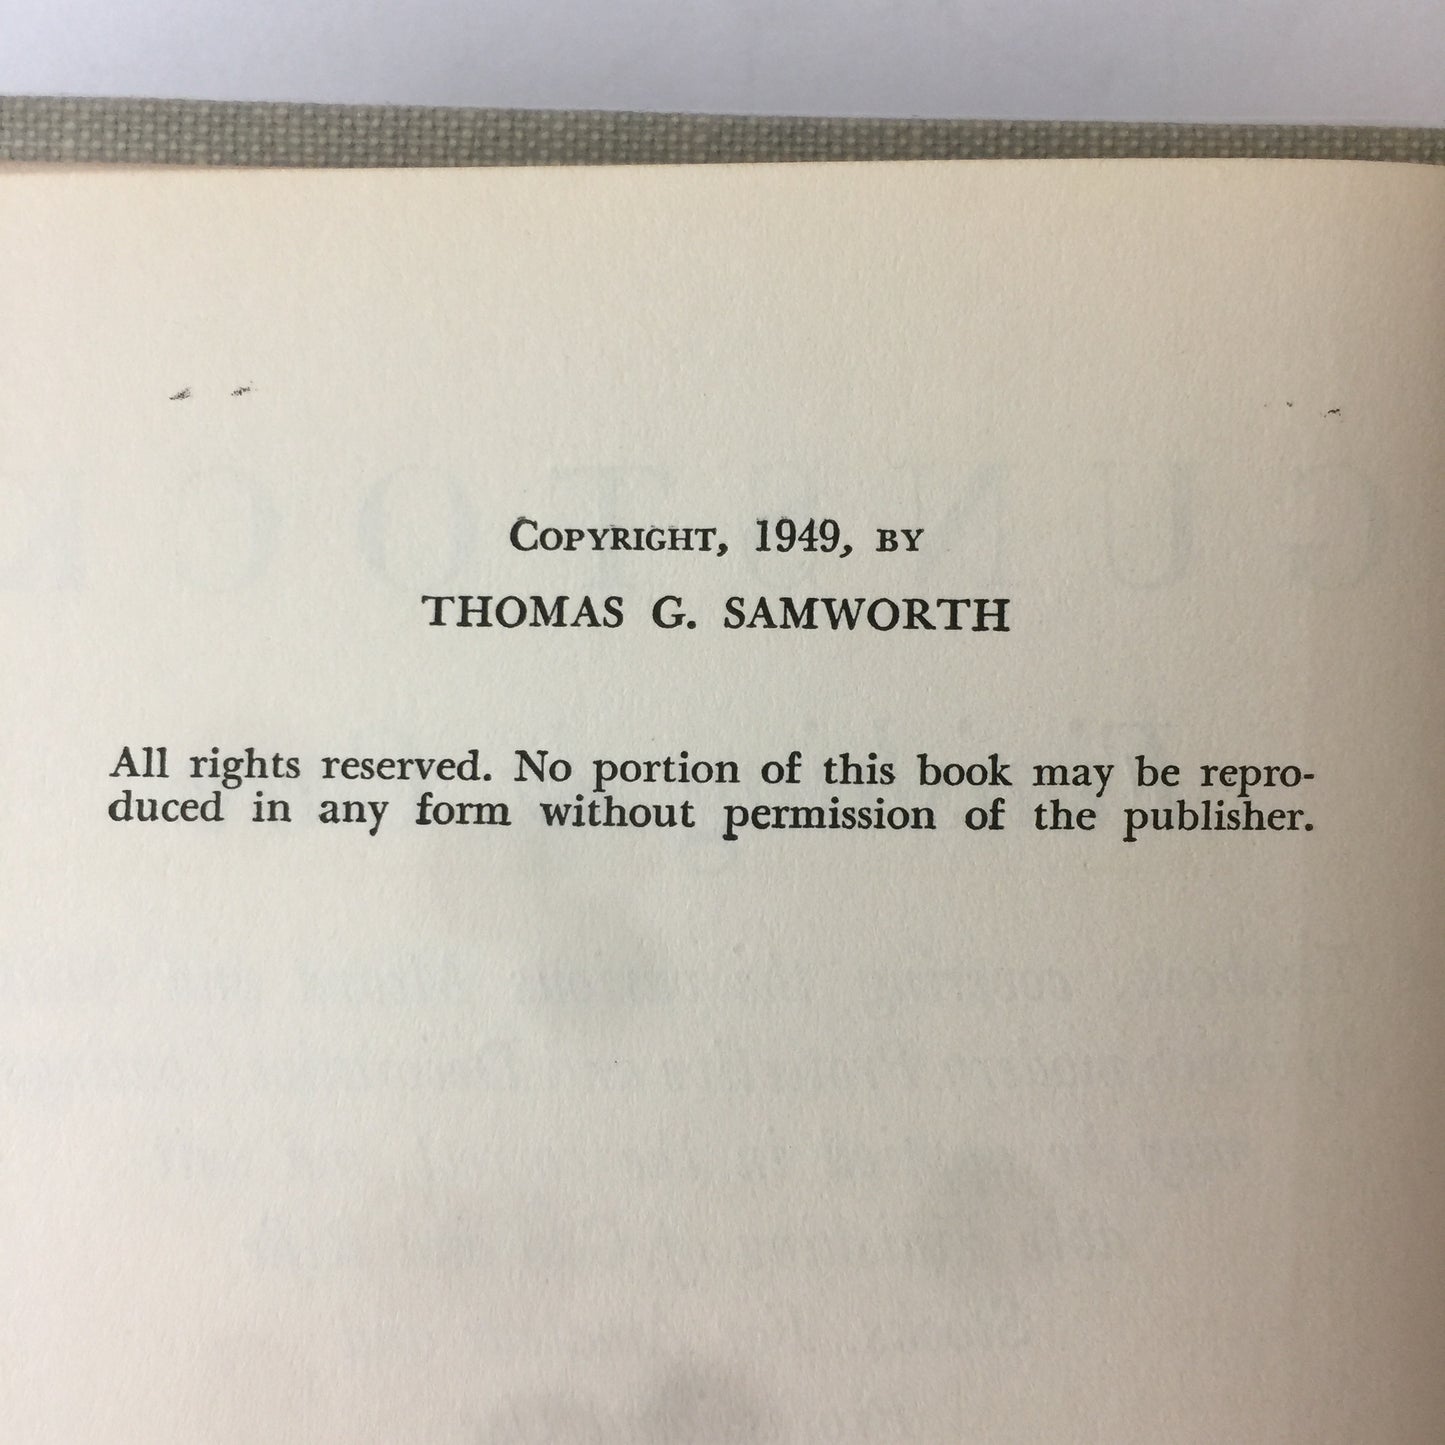 Copyright, 1949, by
THOMAS G. SAMWORTH
All rights reserved. No portion of this book may be repro-
duced in any form without permission of the publisher.